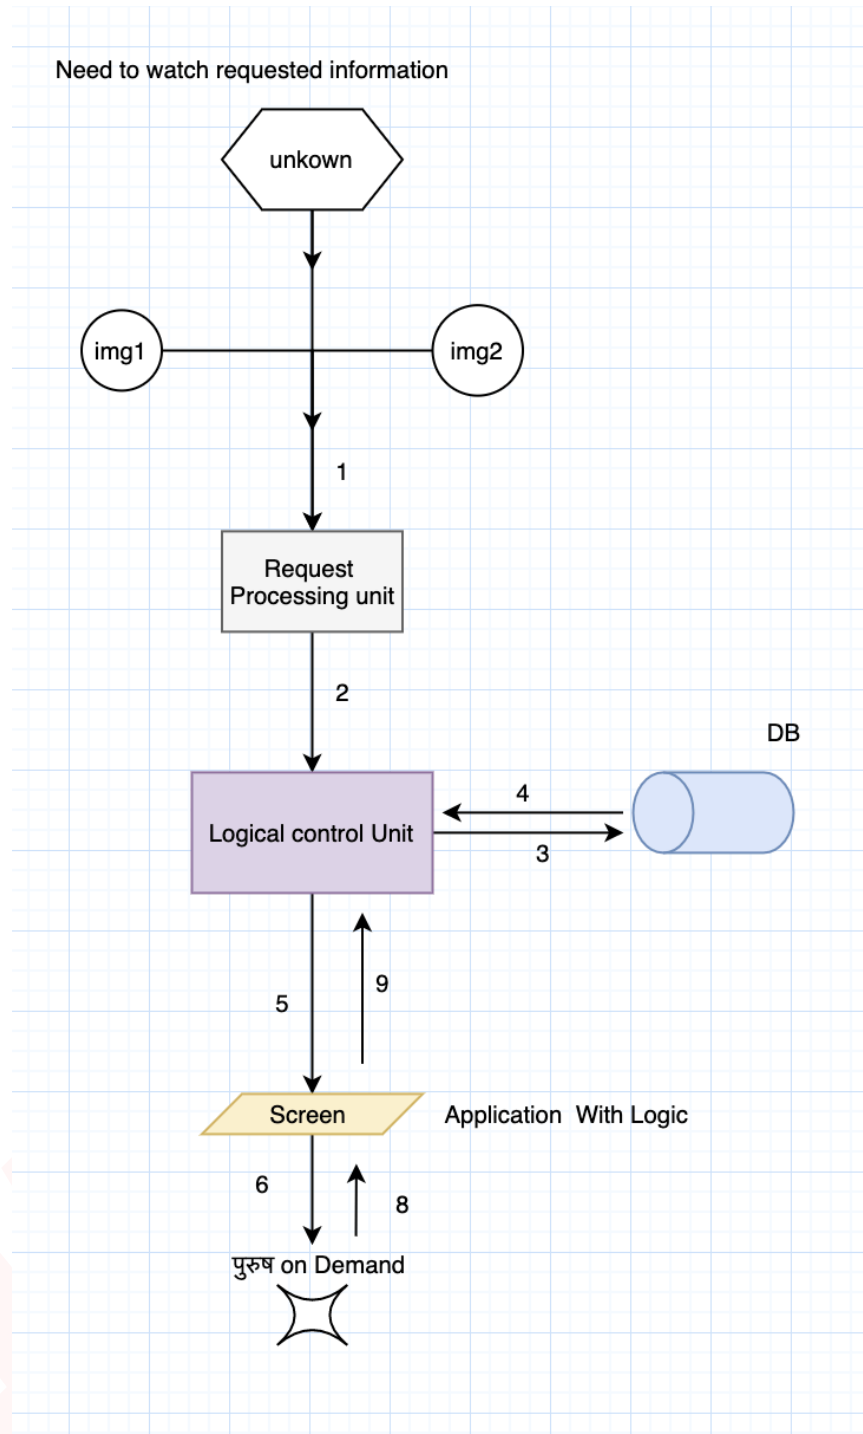 Need to watch requested information
unkown
img1
img2
1
Request
Processing unit
2
DB
Logical control Unit
4
3
5
9
Screen
Application With Logic
6
8
पुरुष on Demand